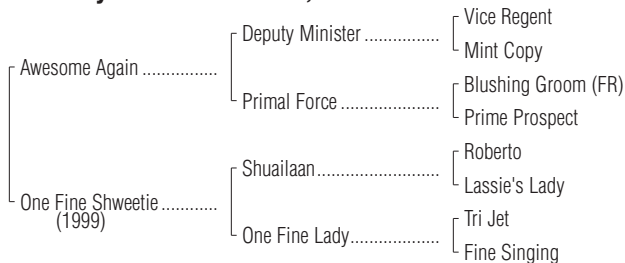 Vice Regent
Deputy Minister ................
Mint Copy
Awesome Again ................
Blushing Groom (FR)
Primal Force .....................
Prime Prospect
Roberto
Shuailaan..........................
Lassie's Lady
One Fine Shweetie ............
(1999)
Tri Jet
One Fine Lady...................
Fine Singing